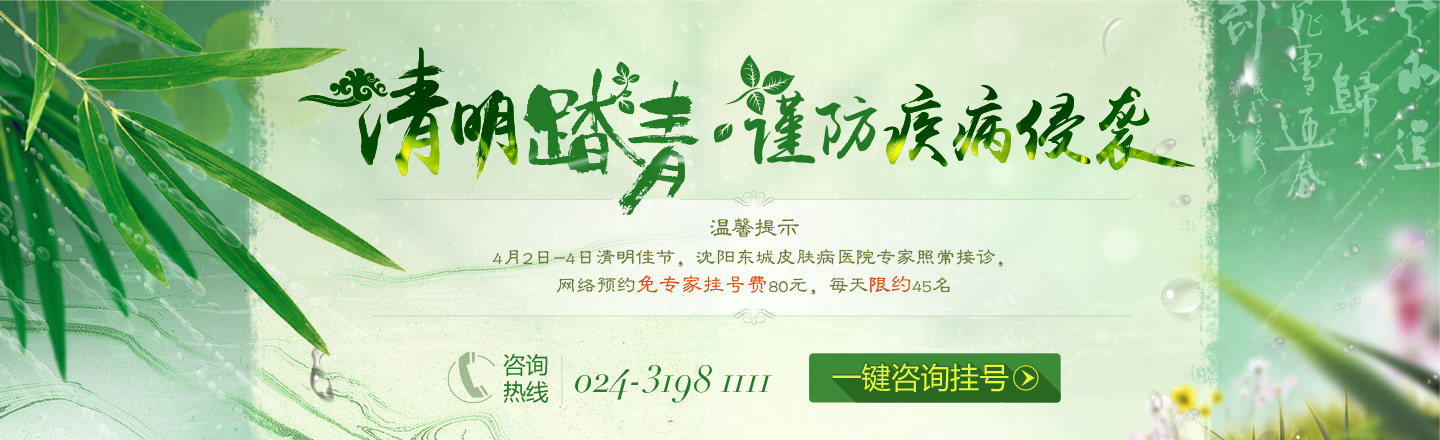 清明踏青·谨防疾病侵袭
温馨提示
4月2日-4日清明佳节，沈阳东城皮肤病医院专家照常接诊，
网络预约免专家挂号费80元，每天限约45名
咨询
热线
024-3198 1111
一键咨询挂号